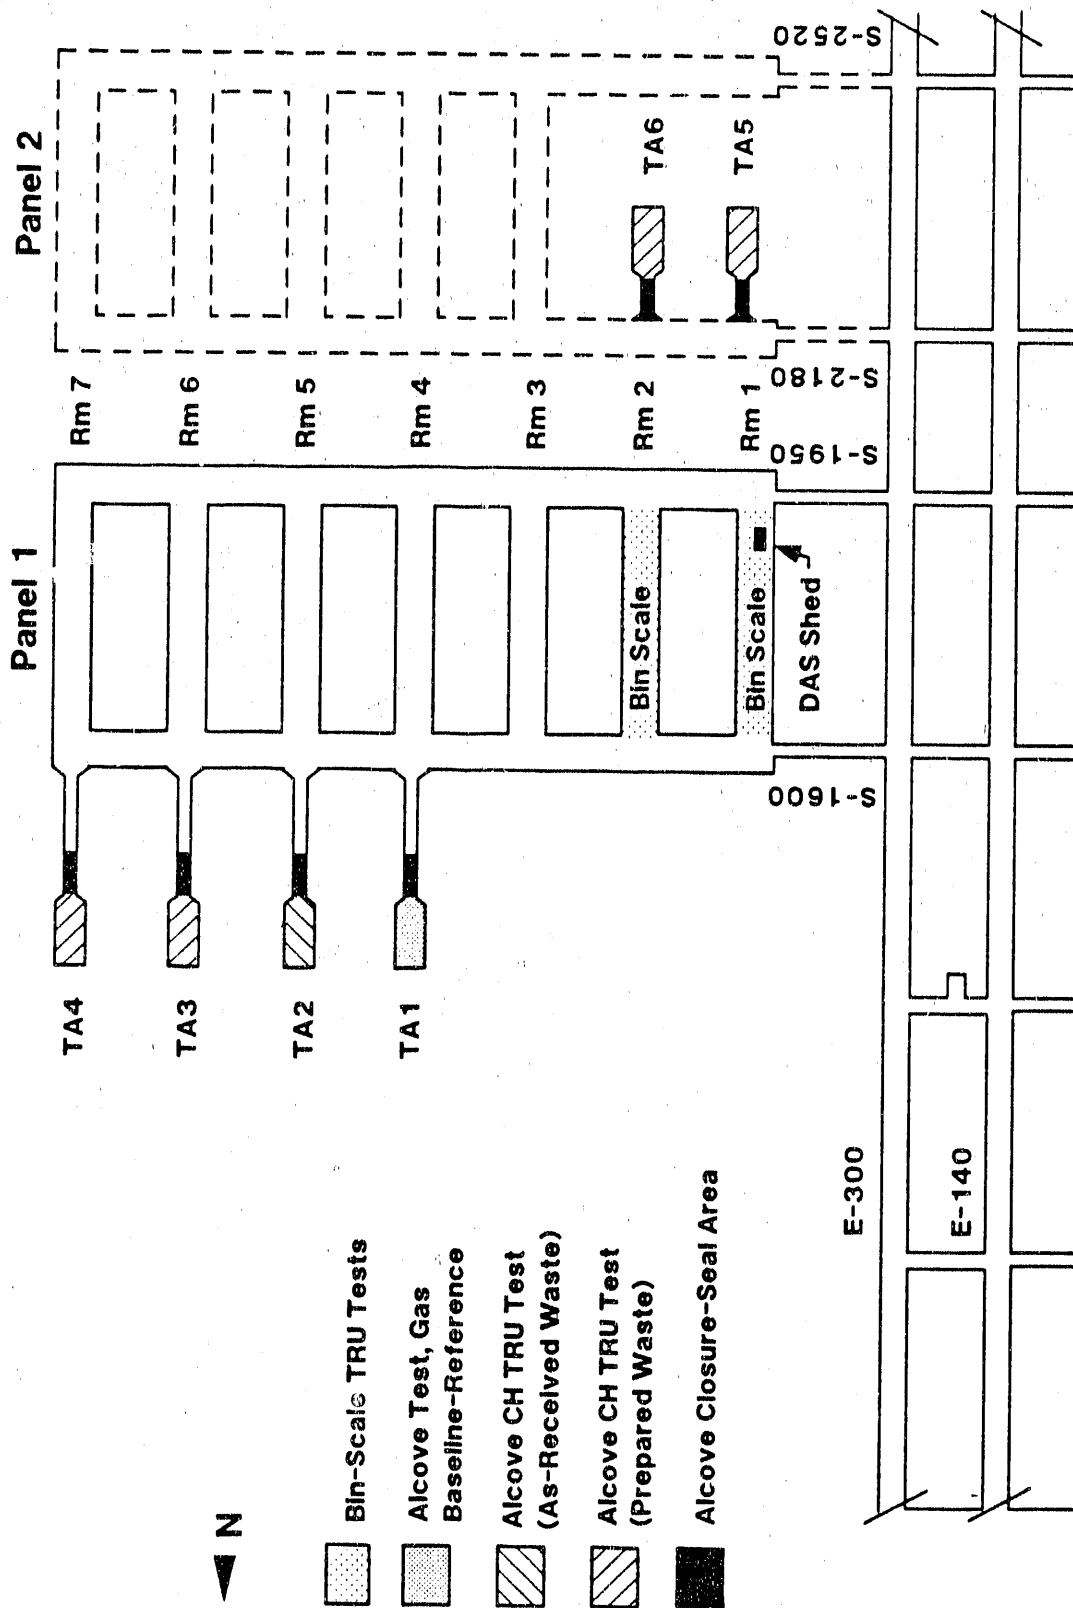 Panel 1
Panel 2
TA4
TA3
TA2
TA1
Rm 7
Rm 6
Rm 5
Rm 4
Rm 3
Rm 2
Rm 1
TA6
TA5
Bin Scale
Bin Scale
DAS Shed
S-1600
S-1950
S-2180
S-2520
E-300
E-140
N
Bin-Scale TRU Tests
Alcove Test, Gas
Baseline-Reference
Alcove CH TRU Test
(As-Received Waste)
Alcove CH TRU Test
(Prepared Waste)
Alcove Closure-Seal Area